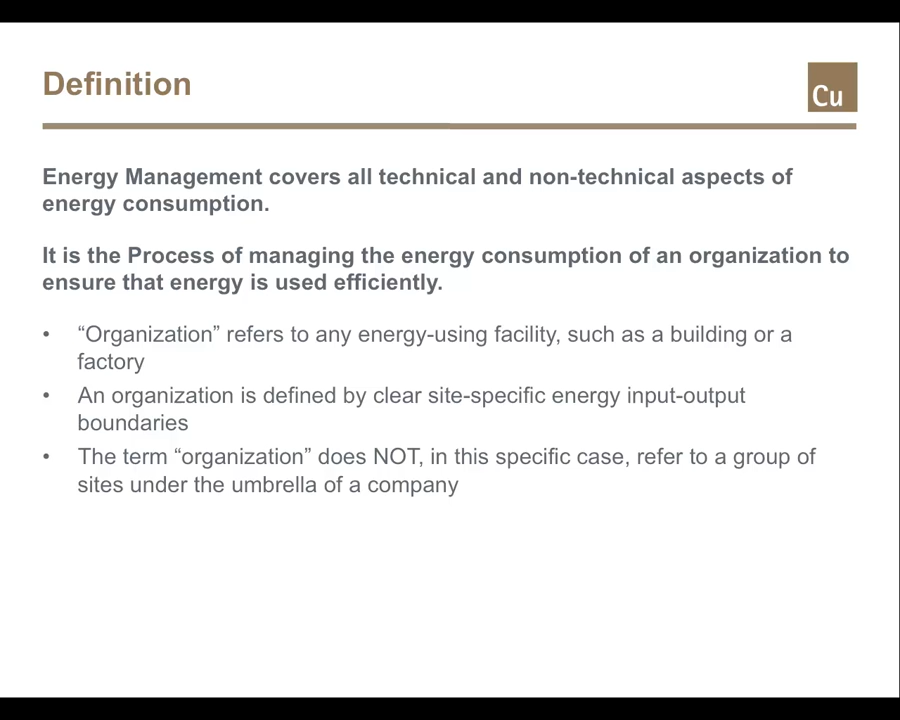 Definition
Cu
Energy Management covers all technical and non-technical aspects of
energy consumption.
It is the Process of managing the energy consumption of an organization to
ensure that energy is used efficiently.
• “Organization” refers to any energy-using facility, such as a building or a
factory
• An organization is defined by clear site-specific energy input-output
boundaries
• The term “organization” does NOT, in this specific case, refer to a group of
sites under the umbrella of a company